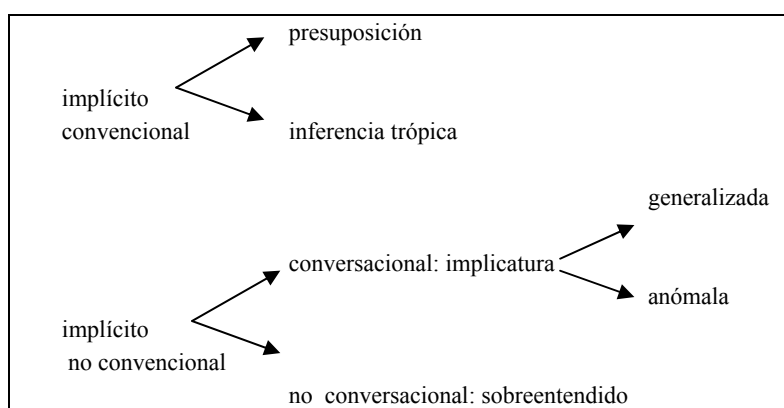 presuposición
implícito
convencional
inferencia trópica
generalizada
conversacional: implicatura
anómala
implícito
no convencional
no conversacional: sobreentendido